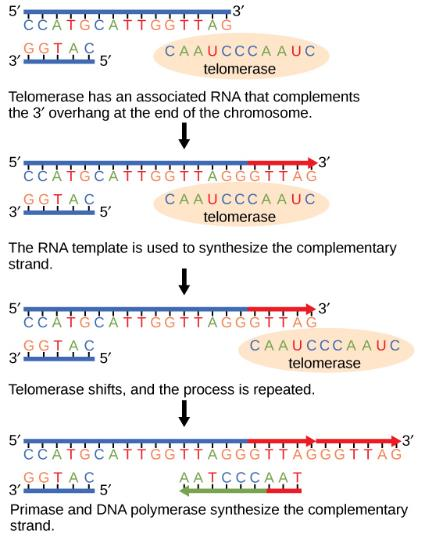 5′ 3′
CCATGCATTGGTTAG
GGTAC CAAUCCCAAUC
3′ 5′ telomerase
Telomerase has an associated RNA that complements
the 3′ overhang at the end of the chromosome.
5′ 3′
CCATGCATTGGTTAGGGTTAG
GGTAC CAAUCCCAAUC
3′ 5′ telomerase
The RNA template is used to synthesize the complementary
strand.
5′ 3′
CCATGCATTGGTTAGGGTTAG
GGTAC CAAUCCCAAUC
3′ 5′ telomerase
Telomerase shifts, and the process is repeated.
5′ 3′
CCATGCATTGGTTAGGGTTAGGGTTAG
GGTAC AATCCCAAT
3′ 5′
Primase and DNA polymerase synthesize the complementary
strand.